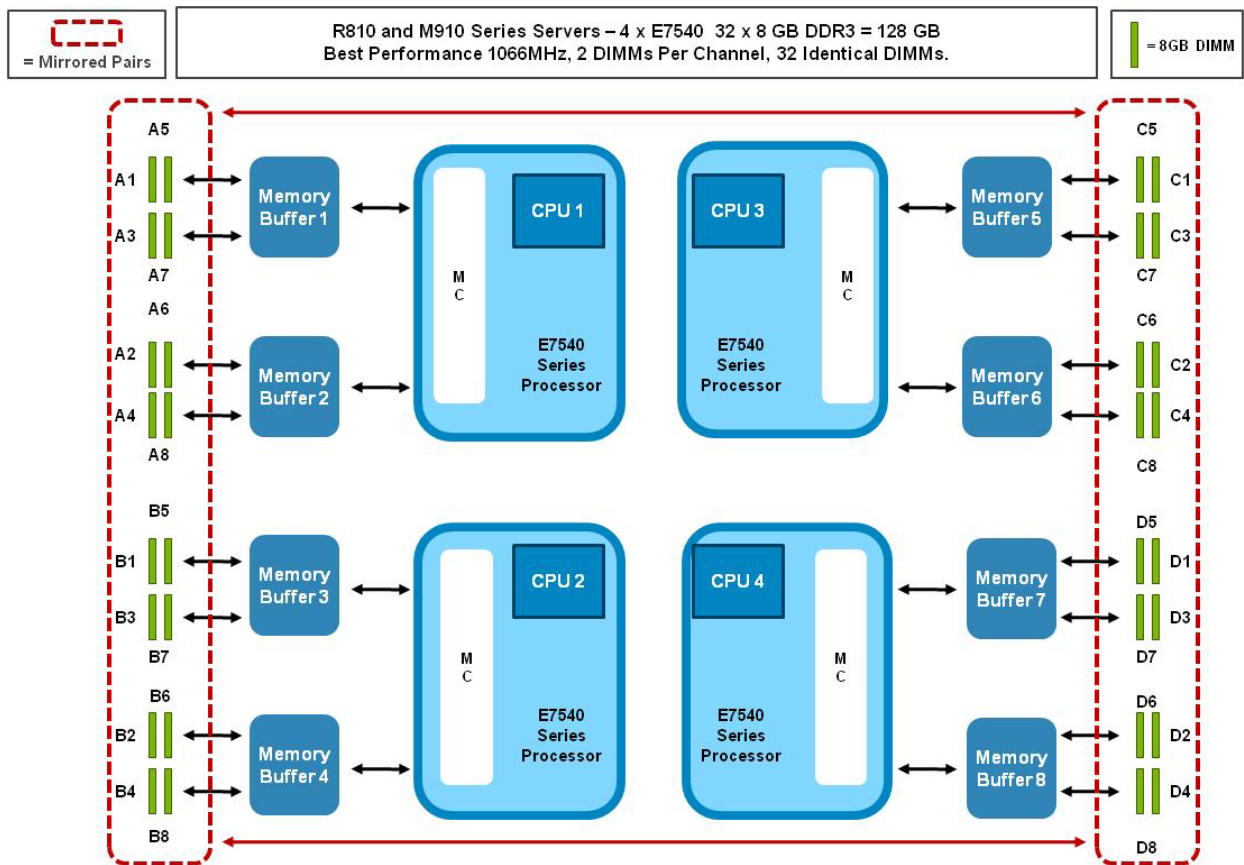 = Mirrored Pairs
R810 and M910 Series Servers – 4 x E7540  32 x 8 GB DDR3 = 128 GB
Best Performance 1066MHz, 2 DIMMs Per Channel, 32 Identical DIMMs.
= 8GB DIMM
A5
A1
A3
A7
A6
A2
A4
A8
B5
B1
B3
B7
B6
B2
B4
B8
Memory
Buffer 1
Memory
Buffer 2
Memory
Buffer 3
Memory
Buffer 4
CPU 1
M
C
E7540
Series
Processor
CPU 2
M
C
E7540
Series
Processor
CPU 3
M
C
E7540
Series
Processor
CPU 4
M
C
E7540
Series
Processor
Memory
Buffer 5
Memory
Buffer 6
Memory
Buffer 7
Memory
Buffer 8
C5
C1
C3
C7
C6
C2
C4
C8
D5
D1
D3
D7
D6
D2
D4
D8